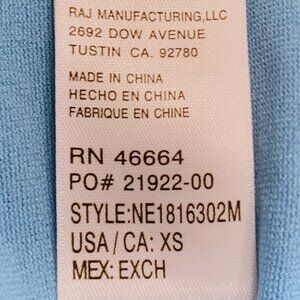 RAJ MANUFACTURING,LLC
2692 DOW AVENUE
TUSTIN CA. 92780
MADE IN CHINA
HECHO EN CHINA
FABRIQUE EN CHINE
RN 46664
PO# 21922-00
STYLE:NE1816302M
USA/CA: XS
MEX: EXCH